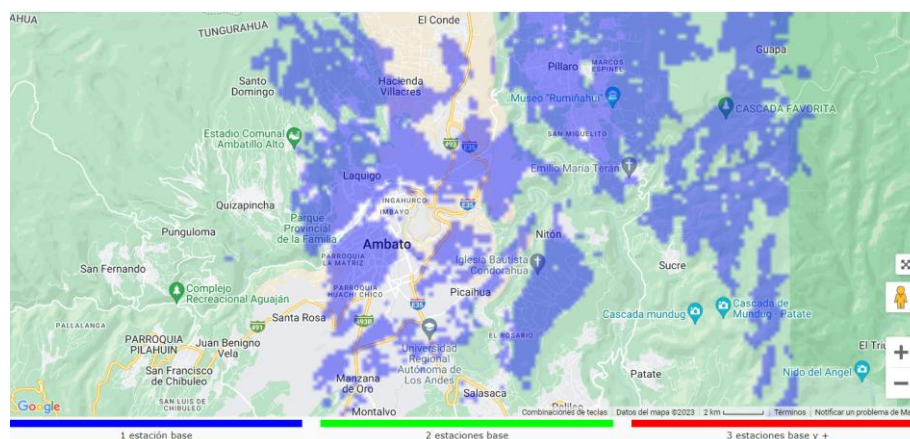 AHUA
TUNGURAHUA
El Conde
Guapa
Santo
Domingo
Hacienda
Villacres
Píllaro
MARCOS
ESPINEL
Museo "Rumiñahui"
CASCADA FAVORITA
Estadio Comunal
Ambatillo Alto
SAN MIGUELITO
Emilio María Terán
Laquigo
Quizapincha
INGAHURCO
IMBAYO
E35
Parque
Provincial
de la Familia
Punguloma
Ambato
Nitón
PARROQUIA
LA MATRIZ
Iglesia Bautista
Condorahua
Sucre
San Fernando
Complejo
Recreacional Aguaján
PARROQUIA
HUACHI CHICO
Picaihua
E35
Santa Rosa
Cascada mundug
Cascada de
Mundug - Patate
PALLALANGA
PARROQUIA
PILAHUIN
Juan Benigno
Vela
491
Universidad
Regional
Autónoma de
Los Andes
EL ROSARIO
El Triu
San Francisco
de Chibuleo
Manzana
de Oro
Salasaca
Patate
Nido del Angel
SAN LUIS DE
CHIBULEO
Montalvo
Google
Combinaciones de teclas
Datos del mapa ©2023
2 km
Términos
Notificar un problema de Ma
1 estación base
2 estaciones base
3 estaciones base y +